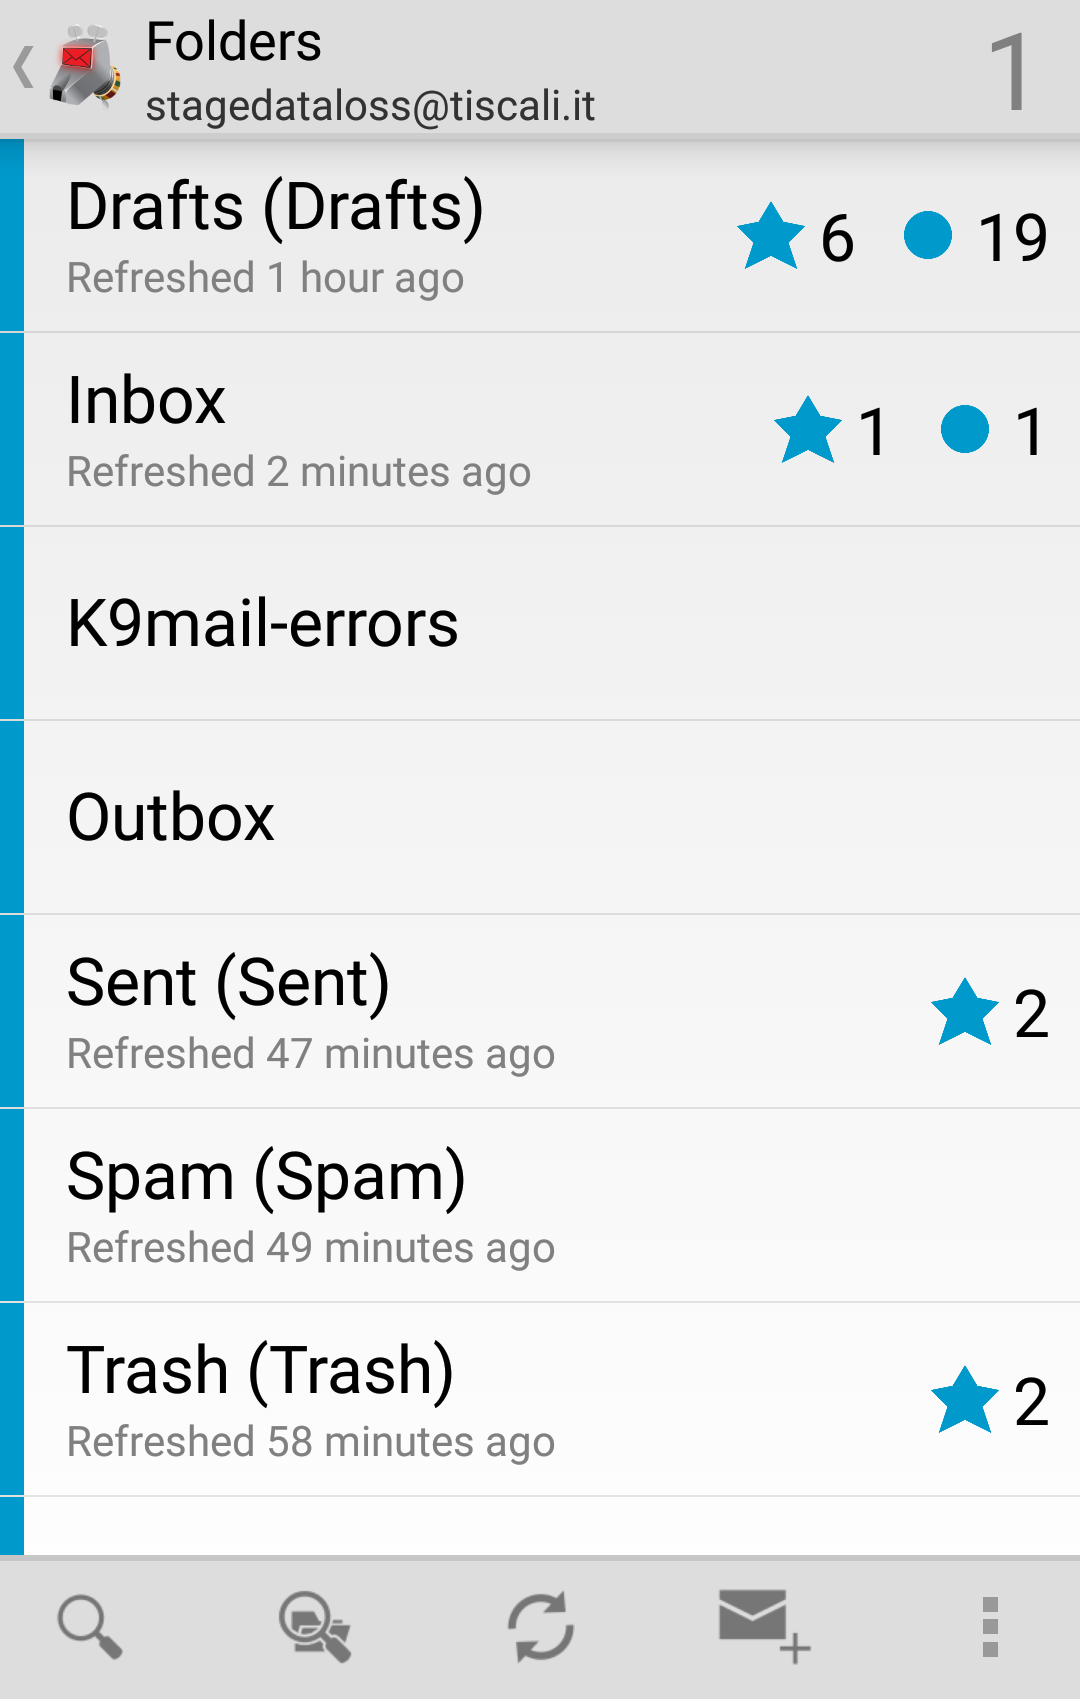 Folders
stagedataloss@tiscali.it
1
Drafts (Drafts)
Refreshed 1 hour ago
6
19
Inbox
Refreshed 2 minutes ago
1
1
K9mail-errors
Outbox
Sent (Sent)
Refreshed 47 minutes ago
2
Spam (Spam)
Refreshed 49 minutes ago
Trash (Trash)
Refreshed 58 minutes ago
2